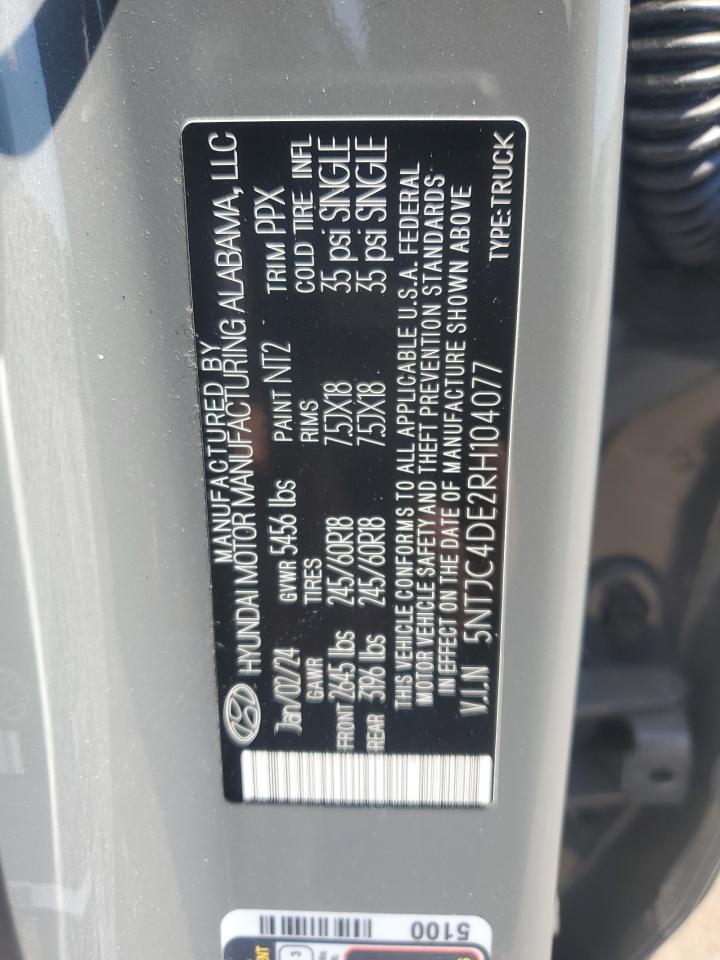 MANUFACTURED BY
HYUNDAI MOTOR MANUFACTURING ALABAMA, LLC
Jan/02/24 GVWR 5456 lbs PAINT NT2 TRIM PPX
GAWR TIRES RIMS COLD TIRE INFL
FRONT 2645 lbs 245/60R18 7.5JX18 35 psi SINGLE
REAR 3196 lbs 245/60R18 7.5JX18 35 psi SINGLE
THIS VEHICLE CONFORMS TO ALL APPLICABLE U.S.A. FEDERAL
MOTOR VEHICLE SAFETY AND THEFT PREVENTION STANDARDS
IN EFFECT ON THE DATE OF MANUFACTURE SHOWN ABOVE
V.I.N 5NTJC4DE2RH104077
TYPE: TRUCK
5100
3